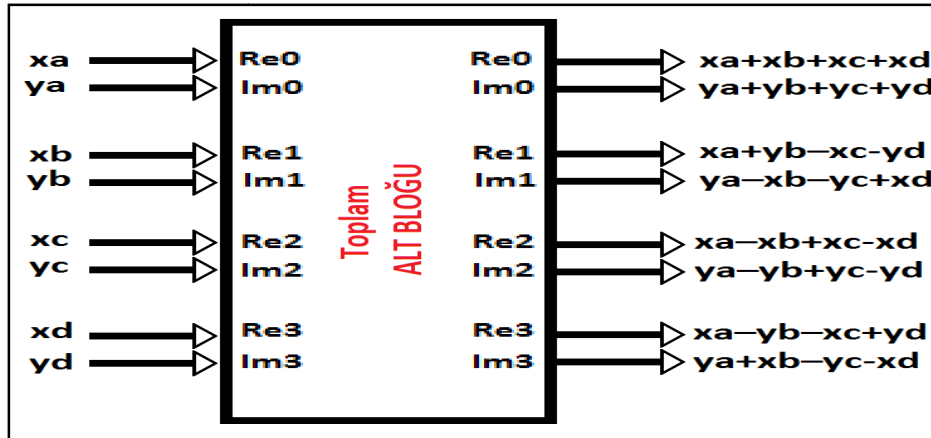 xa Re0 Re0 xa+xb+xc+xd
ya Im0 Im0 ya+yb+yc+yd
xb Re1 Re1 xa+yb−xc-yd
yb Im1 Im1 ya−xb−yc+xd
xc Re2 Re2 xa−xb+xc-xd
yc Im2 Im2 ya−yb+yc-yd
xd Re3 Re3 xa−yb−xc+yd
yd Im3 Im3 ya+xb−yc-xd
Toplam
ALT BLOĞU